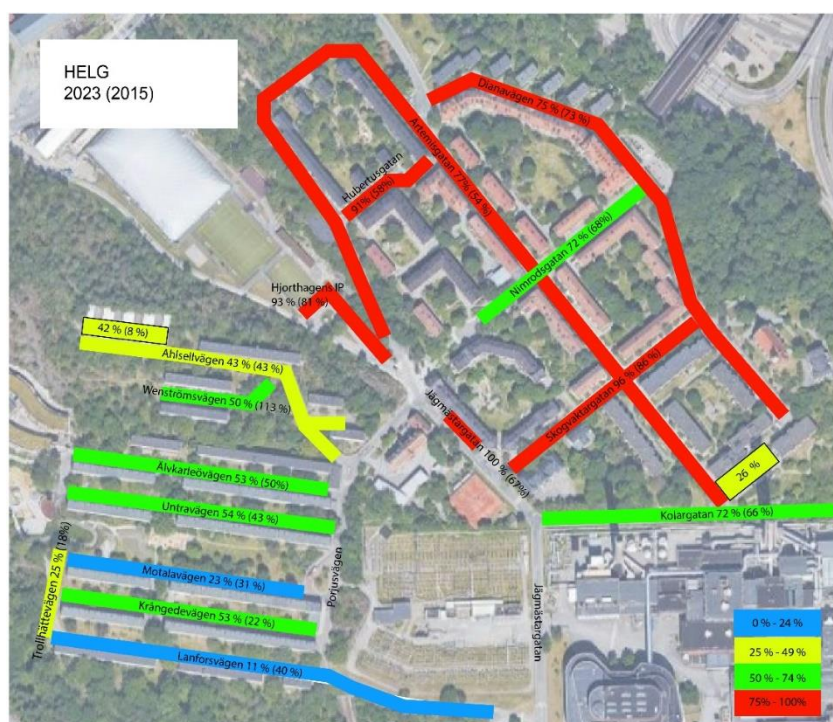 HELG
2023 (2015)
Dianavägen 75 % (73 %)
Artemisgatan 77% (54 %)
Hubertusgatan
91% (58%)
Nimrodsgatan 72 % (68%)
Hjorthagens IP
93 % (81 %)
42 % (8 %)
Ahlsellvägen 43 % (43 %)
Wenströmsvägen 50 % (113 %)
Jägmästargatan 100 % (67%)
Skogvaktargatan 96 % (86 %)
26 %
Älvkarleövägen 53 % (50%)
Untravägen 54 % (43 %)
Kolargatan 72 % (66 %)
Trollhättevägen 25 % (18%)
Motalavägen 23 % (31 %)
Porjusvägen
Krångedevägen 53 % (22 %)
Jägmästargatan
Lanforsvägen 11 % (40 %)
0 % - 24 %
25 % - 49 %
50 % - 74 %
75% - 100%